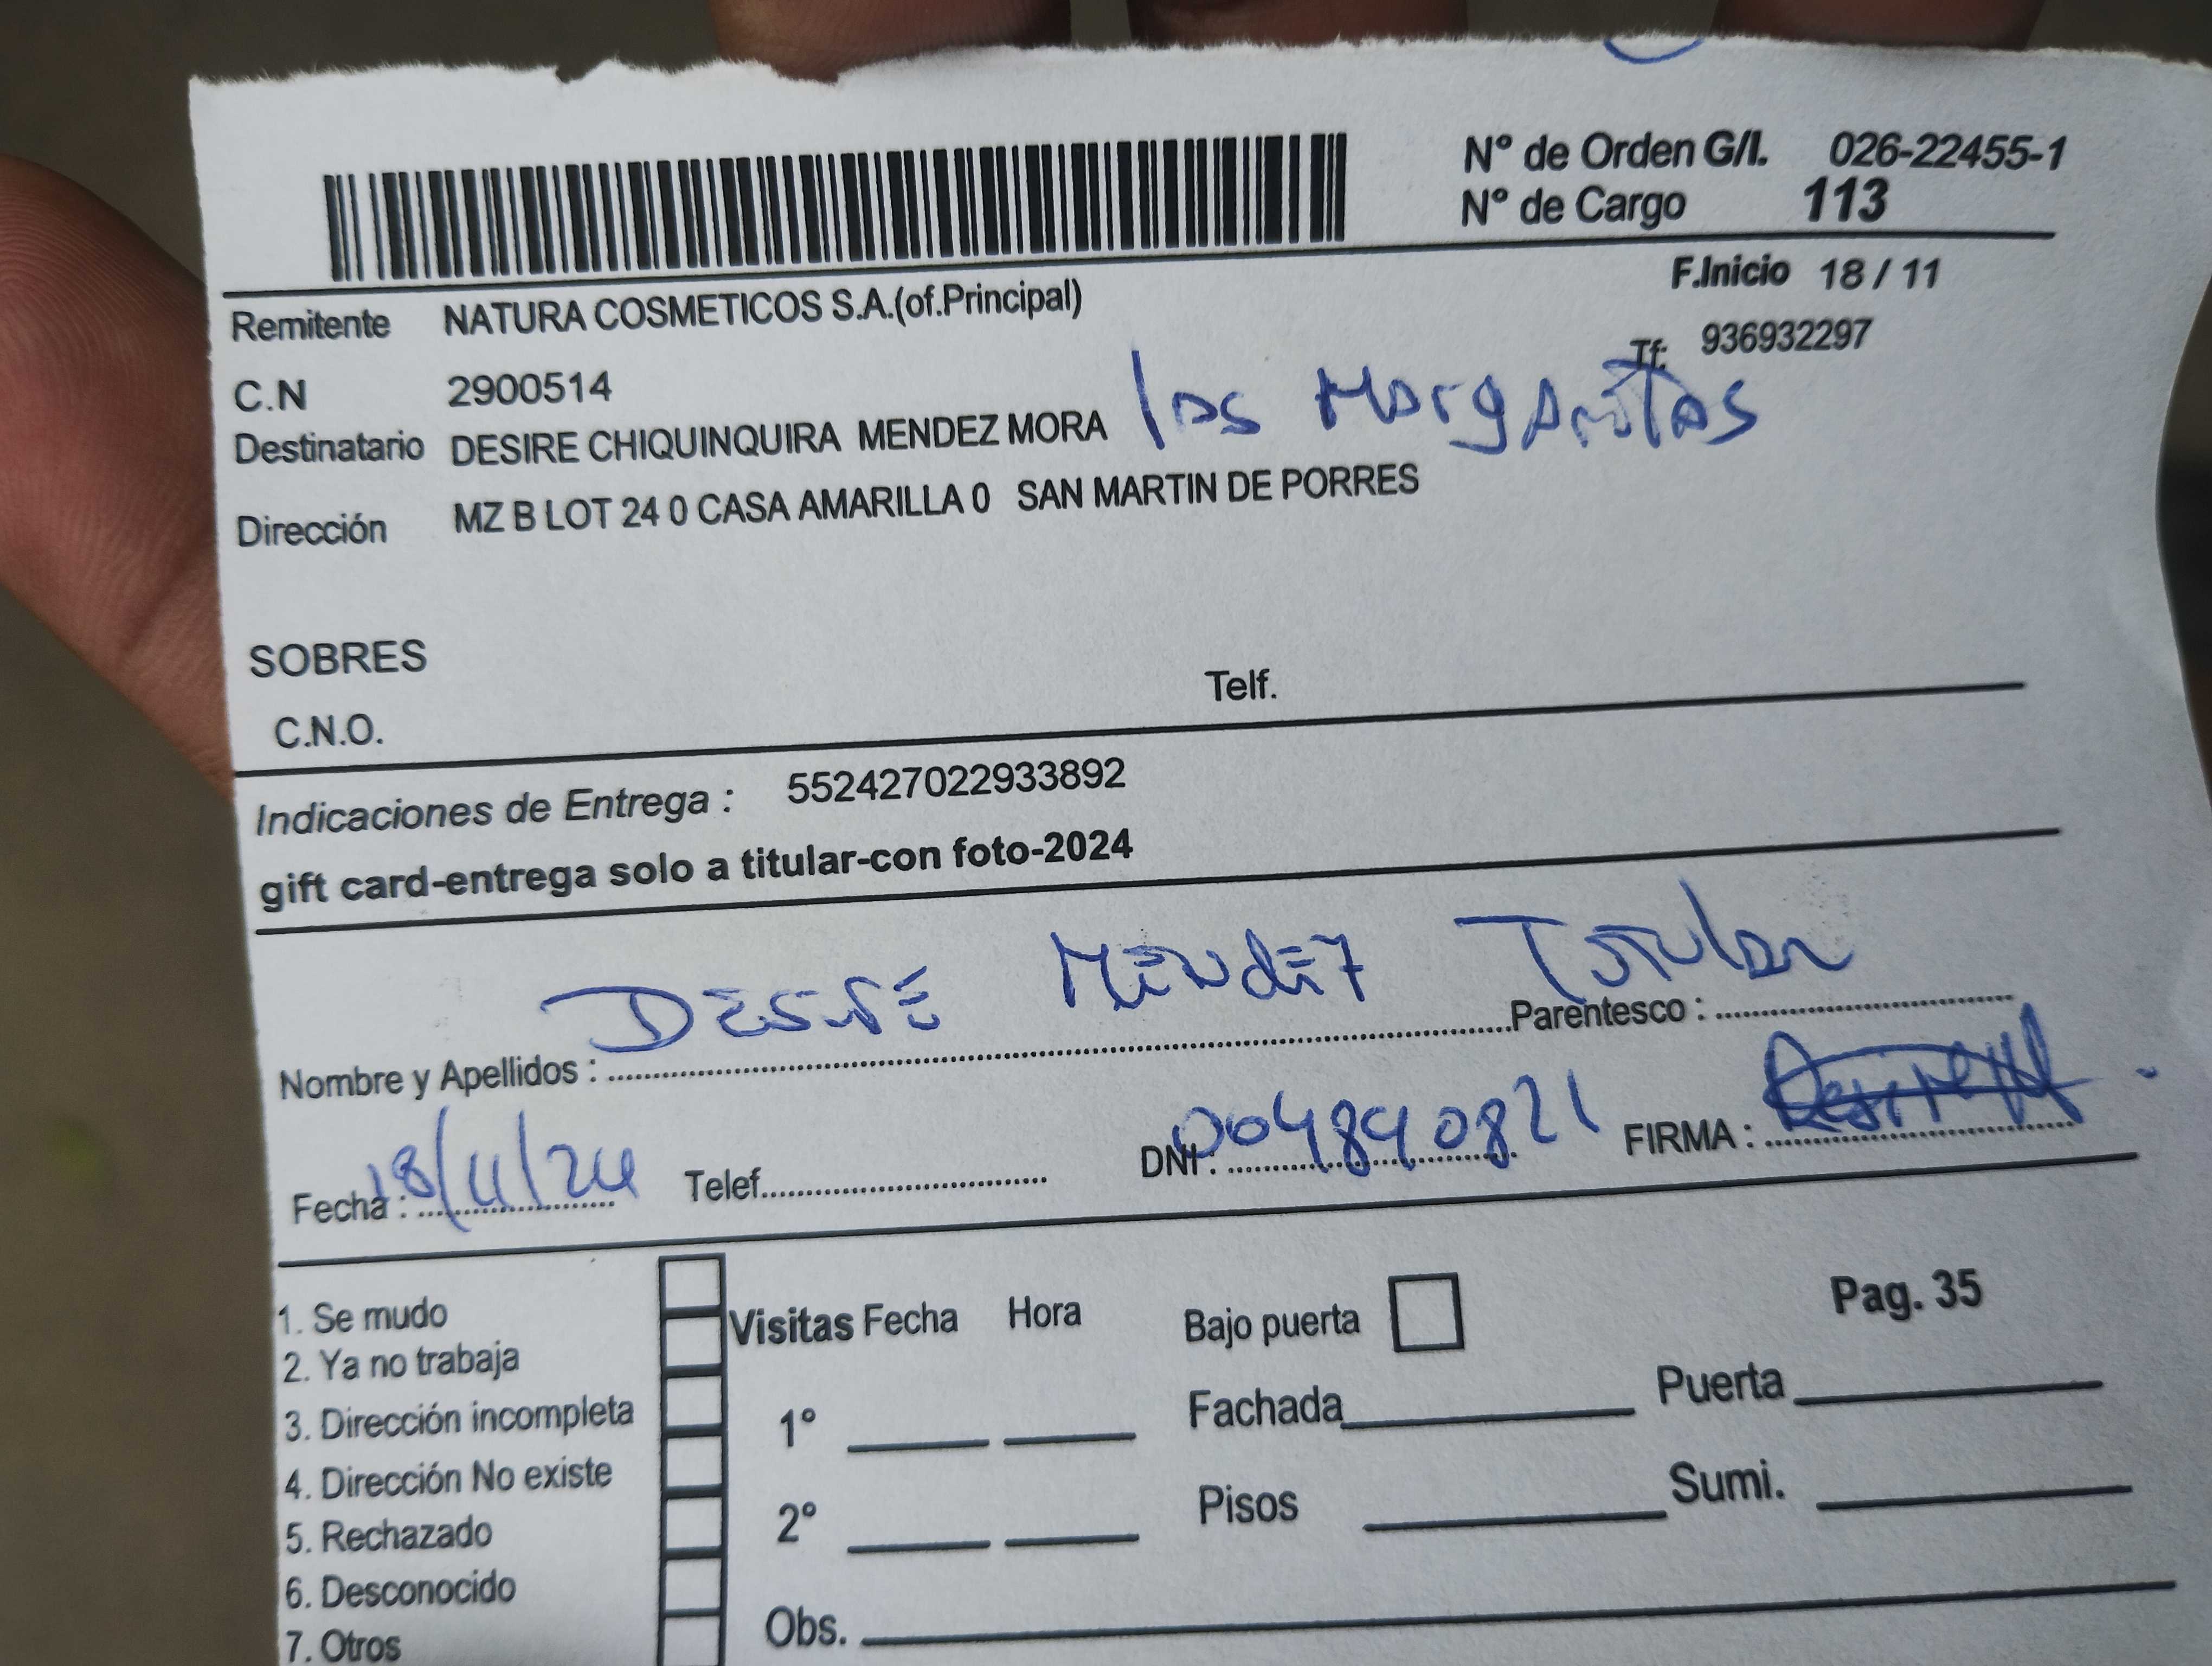 N° de Orden G/I. 026-22455-1
N° de Cargo 113
F.Inicio 18 / 11
Remitente NATURA COSMETICOS S.A.(of.Principal)
Tf: 936932297
C.N 2900514
Destinatario DESIRE CHIQUINQUIRA MENDEZ MORA las Margaritas
Dirección MZ B LOT 24 0 CASA AMARILLA 0 SAN MARTIN DE PORRES
SOBRES
Telf.
C.N.O.
Indicaciones de Entrega : 552427022933892
gift card-entrega solo a titular-con foto-2024
Nombre y Apellidos : Méndez Parentesco : Titular
Fecha : 18/11/24 Telef. DNI : 004840821 FIRMA :
1. Se mudo
2. Ya no trabaja
3. Dirección incompleta
4. Dirección No existe
5. Rechazado
6. Desconocido
7. Otros
Visitas Fecha Hora
1°
2°
Obs.
Bajo puerta
Pag. 35
Fachada Puerta
Pisos Sumi.